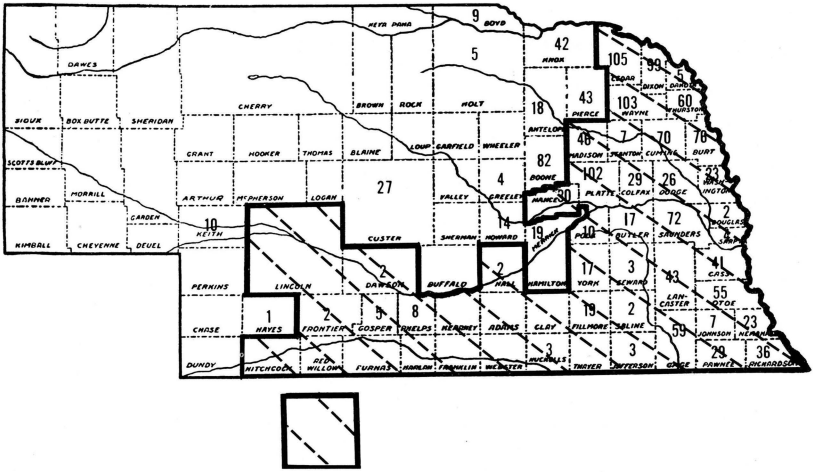 9 BOYD
KEYA PAHA
42
KNOX
DAWES
5
105
CEDAR
99
DIXON
5
DAKOTA
CHERRY
BROWN
ROCK
HOLT
18
ANTELOPE
43
PIERCE
103
WAYNE
60
THURSTON
SIOUX
BOX BUTTE
SHERIDAN
46
MADISON
7
STANTON
70
CUMING
70
BURT
GRANT
HOOKER
THOMAS
BLAINE
LOUP
GARFIELD
WHEELER
82
BOONE
SCOTTS BLUFF
MORRILL
BANNER
GARDEN
ARTHUR
McPHERSON
LOGAN
27
CUSTER
VALLEY
4
GREELEY
30
NANCE
102
PLATTE
29
COLFAX
26
DODGE
23
WASHINGTON
10
KEITH
KIMBALL
CHEYENNE
DEUEL
SHERMAN
14
HOWARD
19
MERRICK
10
POLK
17
BUTLER
72
SAUNDERS
2
DOUGLAS
4
SARPY
PERKINS
LINCOLN
2
DAWSON
BUFFALO
2
HALL
HAMILTON
17
YORK
3
SEWARD
43
LAN-
CASTER
41
CASS
55
OTOE
CHASE
1
HAYES
2
FRONTIER
5
GOSPER
8
PHELPS
KEARNEY
ADAMS
CLAY
19
FILLMORE
2
SALINE
59
GAGE
7
JOHNSON
23
NEMAHA
DUNDY
HITCHCOCK
RED
WILLOW
FURNAS
HARLAN
FRANKLIN
WEBSTER
3
NUCKOLLS
THAYER
3
JEFFERSON
29
PAWNEE
36
RICHARDSON